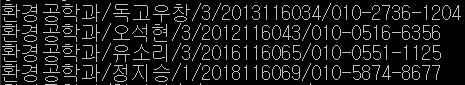 환경공학과/독고우창/3/2013116034/010-2736-1204
환경공학과/오석현/3/2012116043/010-0516-6356
환경공학과/유소리/3/2016116065/010-0551-1125
환경공학과/정지승/1/2018116069/010-5874-8677